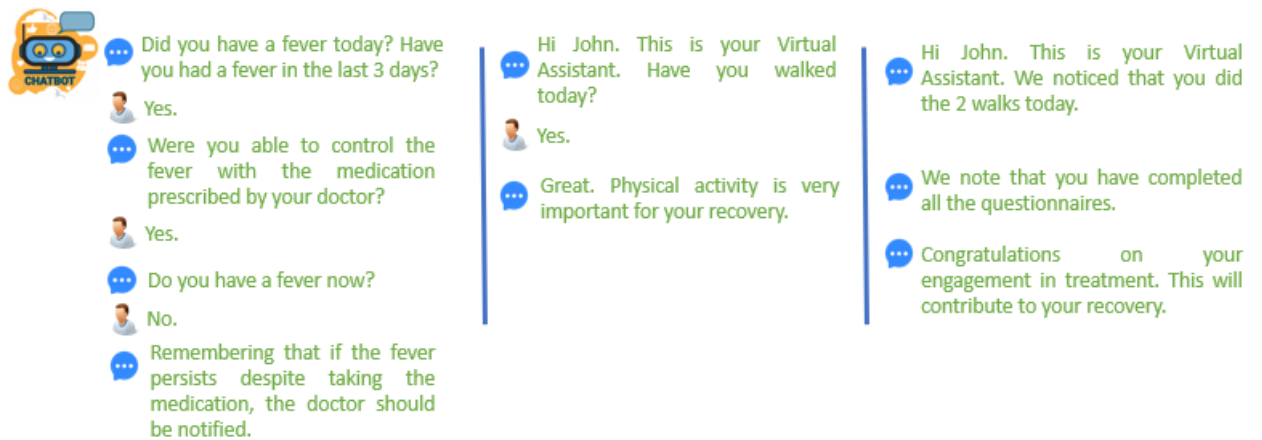 CHATBOT
Did you have a fever today? Have
you had a fever in the last 3 days?
Yes.
Were you able to control the
fever with the medication
prescribed by your doctor?
Yes.
Do you have a fever now?
No.
Remembering that if the fever
persists despite taking the
medication, the doctor should
be notified.
Hi John. This is your Virtual
Assistant. Have you walked
today?
Yes.
Great. Physical activity is very
important for your recovery.
Hi John. This is your Virtual
Assistant. We noticed that you did
the 2 walks today.
We note that you have completed
all the questionnaires.
Congratulations on your
engagement in treatment. This will
contribute to your recovery.